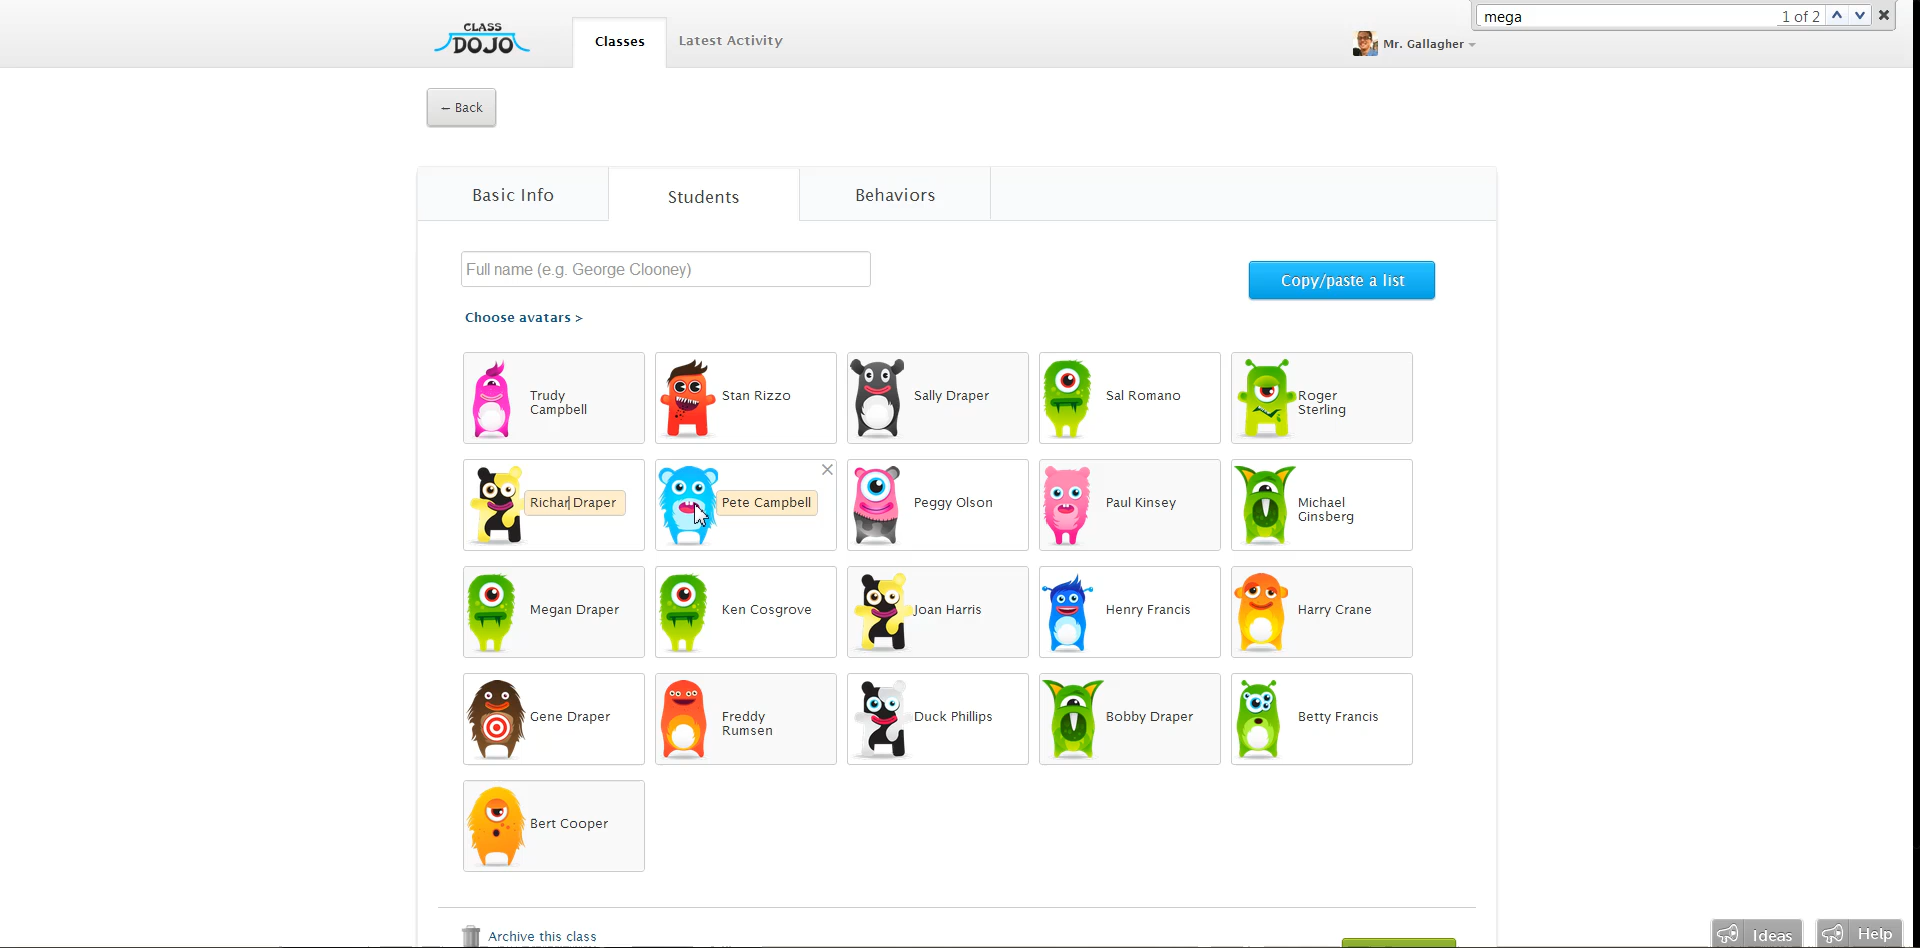 mega
1 of 2
CLASS
DOJO
Classes
Latest Activity
Mr. Gallagher
← Back
Basic Info
Students
Behaviors
Full name (e.g. George Clooney)
Copy/paste a list
Choose avatars >
Trudy
Campbell
Stan Rizzo
Sally Draper
Sal Romano
Roger
Sterling
Richar Draper
Pete Campbell
Peggy Olson
Paul Kinsey
Michael
Ginsberg
Megan Draper
Ken Cosgrove
Joan Harris
Henry Francis
Harry Crane
Gene Draper
Freddy
Rumsen
Duck Phillips
Bobby Draper
Betty Francis
Bert Cooper
Archive this class
Ideas
Help